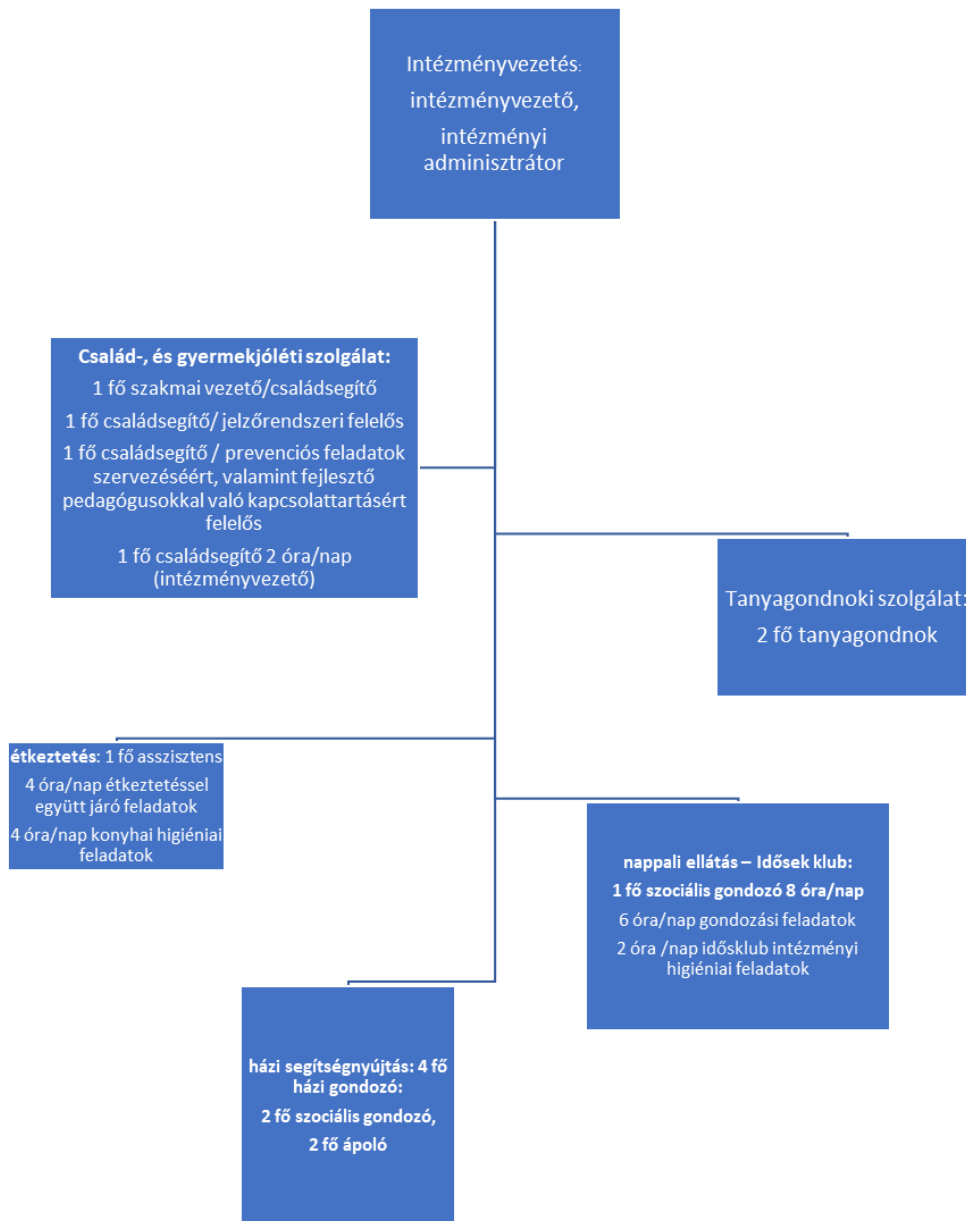 Intézményvezetés:
intézményvezető,
intézményi
adminisztrátor
Család-, és gyermekjóléti szolgálat:
1 fő szakmai vezető/családsegítő
1 fő családsegítő/ jelzőrendszeri felelős
1 fő családsegítő / prevenciós feladatok
szervezéséért, valamint fejlesztő
pedagógusokkal való kapcsolattartásért
felelős
1 fő családsegítő 2 óra/nap
(intézményvezető)
Tanyagondnoki szolgálat:
2 fő tanyagondnok
étkeztetés: 1 fő asszisztens
4 óra/nap étkeztetéssel
együtt járó feladatok
4 óra/nap konyhai higiéniai
feladatok
nappali ellátás – Idősek klub:
1 fő szociális gondozó 8 óra/nap
6 óra/nap gondozási feladatok
2 óra /nap idősklub intézményi
higiéniai feladatok
házi segítségnyújtás: 4 fő
házi gondozó:
2 fő szociális gondozó,
2 fő ápoló